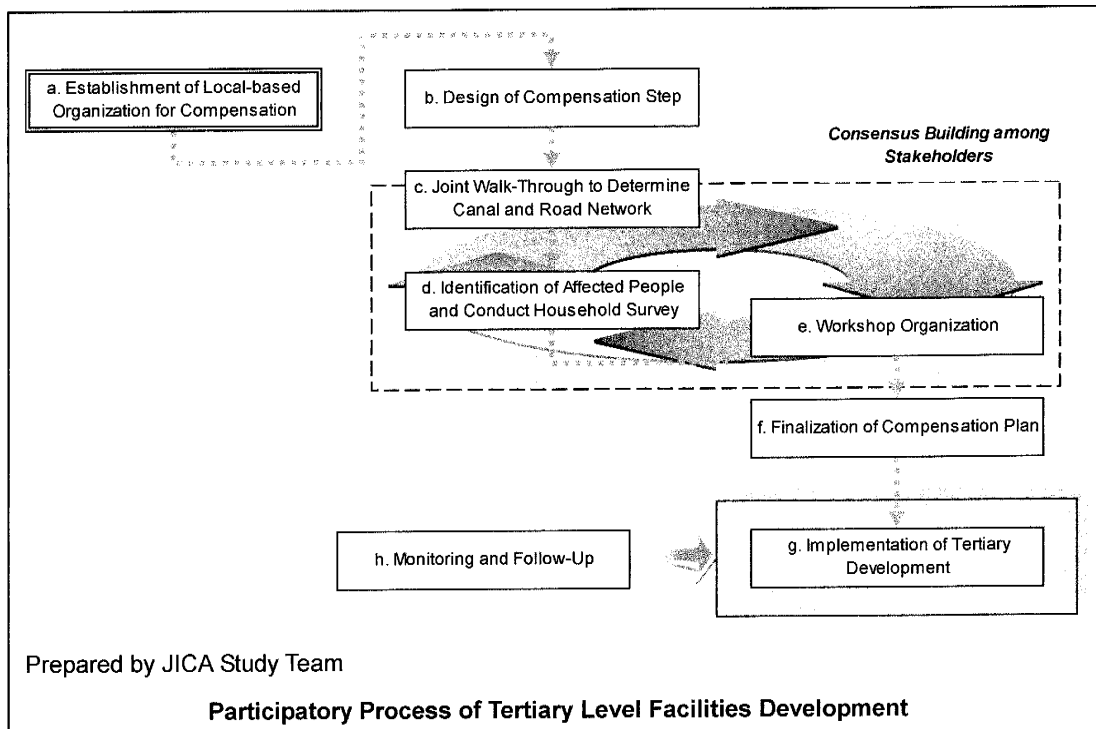 a. Establishment of Local-based
Organization for Compensation
b. Design of Compensation Step
Consensus Building among
Stakeholders
c. Joint Walk-Through to Determine
Canal and Road Network
d. Identification of Affected People
and Conduct Household Survey
e. Workshop Organization
f. Finalization of Compensation Plan
g. Implementation of Tertiary
Development
h. Monitoring and Follow-Up
Prepared by JICA Study Team
Participatory Process of Tertiary Level Facilities Development